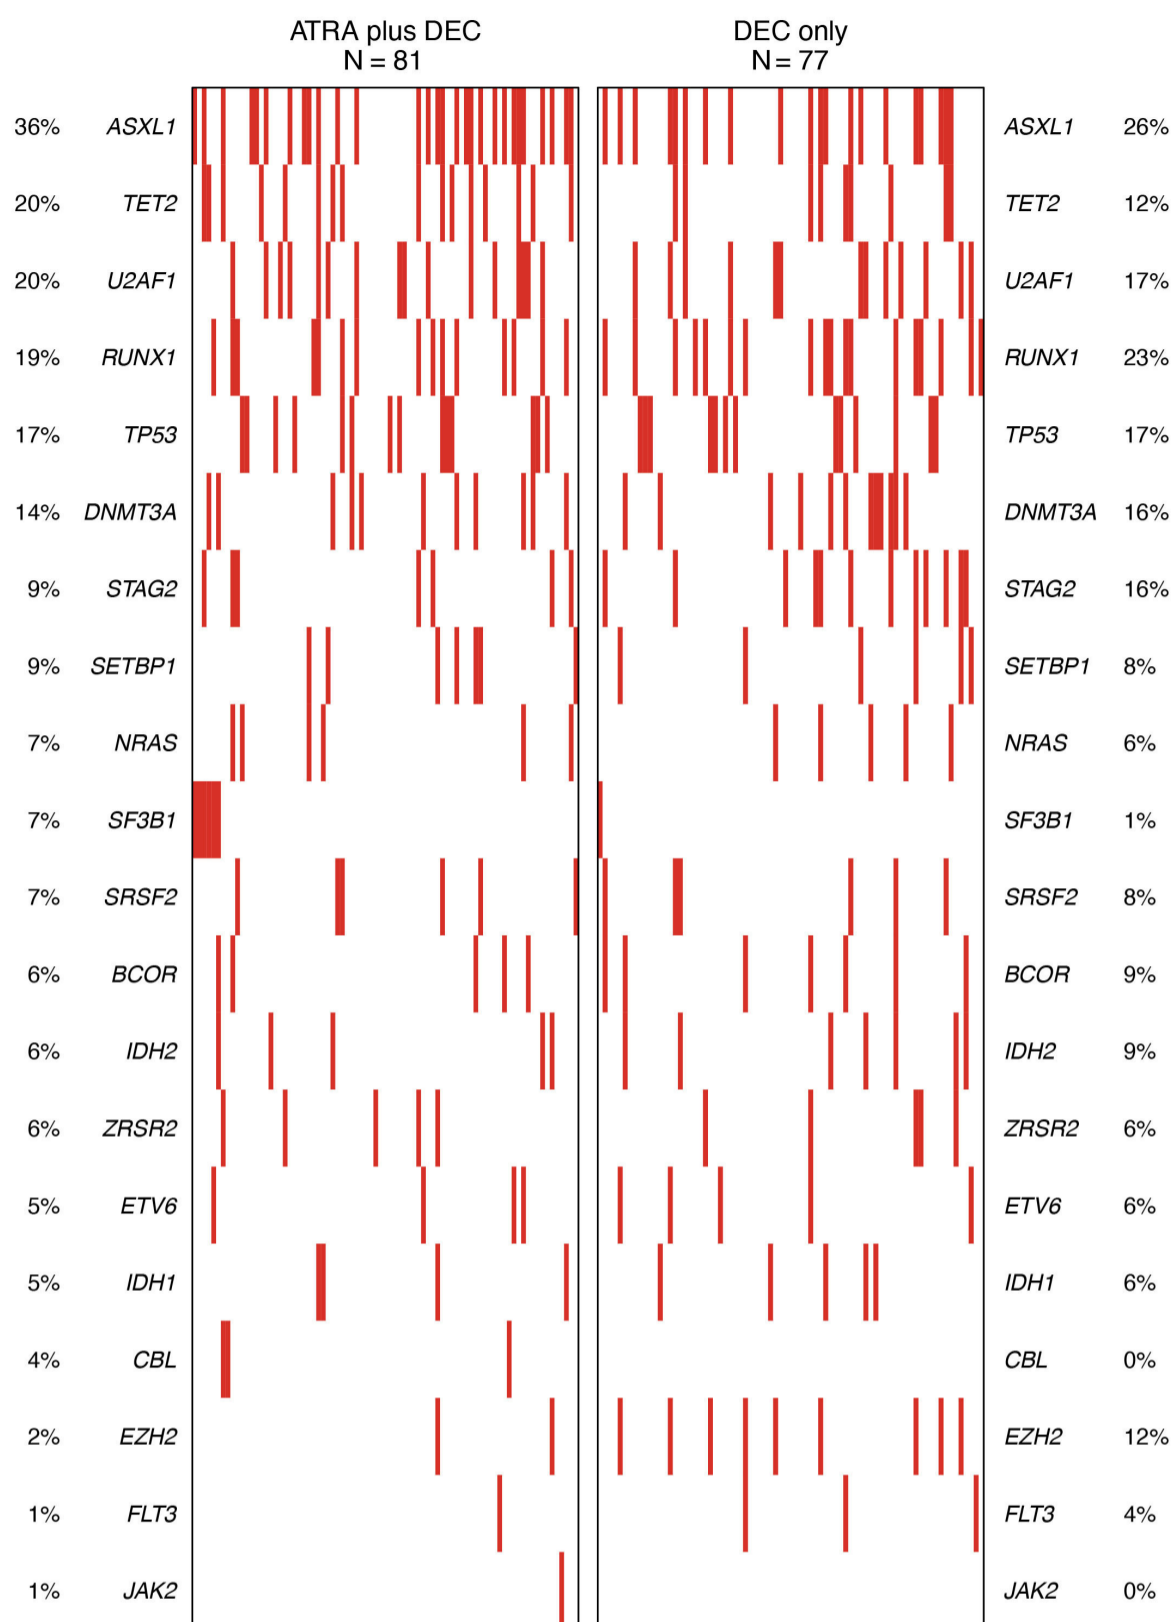 ATRA plus DEC DEC only
N = 81 N = 77
36% ASXL1 ASXL1 26%
20% TET2 TET2 12%
20% U2AF1 U2AF1 17%
19% RUNX1 RUNX1 23%
17% TP53 TP53 17%
14% DNMT3A DNMT3A 16%
9% STAG2 STAG2 16%
9% SETBP1 SETBP1 8%
7% NRAS NRAS 6%
7% SF3B1 SF3B1 1%
7% SRSF2 SRSF2 8%
6% BCOR BCOR 9%
6% IDH2 IDH2 9%
6% ZRSR2 ZRSR2 6%
5% ETV6 ETV6 6%
5% IDH1 IDH1 6%
4% CBL CBL 0%
2% EZH2 EZH2 12%
1% FLT3 FLT3 4%
1% JAK2 JAK2 0%